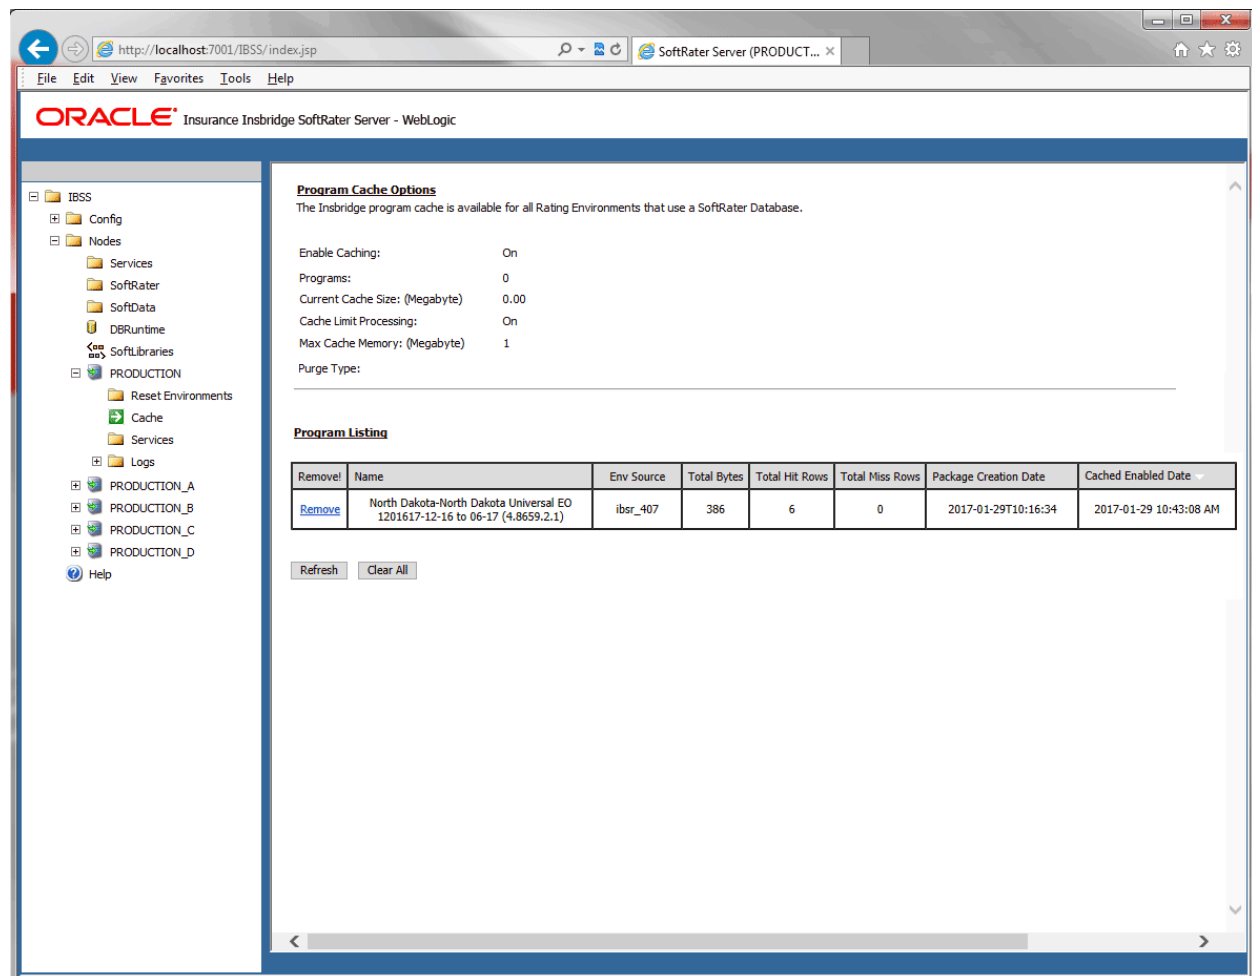 http://localhost:7001/IBSS/index.jsp
SoftRater Server (PRODUCT...
File Edit View Favorites Tools Help
ORACLE Insurance Insbridge SoftRater Server - WebLogic
IBSS
Config
Nodes
Services
SoftRater
SoftData
DBRuntime
SoftLibraries
PRODUCTION
Reset Environments
Cache
Services
Logs
PRODUCTION_A
PRODUCTION_B
PRODUCTION_C
PRODUCTION_D
Help
Program Cache Options
The Insbridge program cache is available for all Rating Environments that use a SoftRater Database.
Enable Caching: On
Programs: 0
Current Cache Size: (Megabyte) 0.00
Cache Limit Processing: On
Max Cache Memory: (Megabyte) 1
Purge Type:
Program Listing
Remove! Name Env Source Total Bytes Total Hit Rows Total Miss Rows Package Creation Date Cached Enabled Date
Remove North Dakota-North Dakota Universal EO
1201617-12-16 to 06-17 (4.8659.2.1) ibsr_407 386 6 0 2017-01-29T10:16:34 2017-01-29 10:43:08 AM
Refresh Clear All